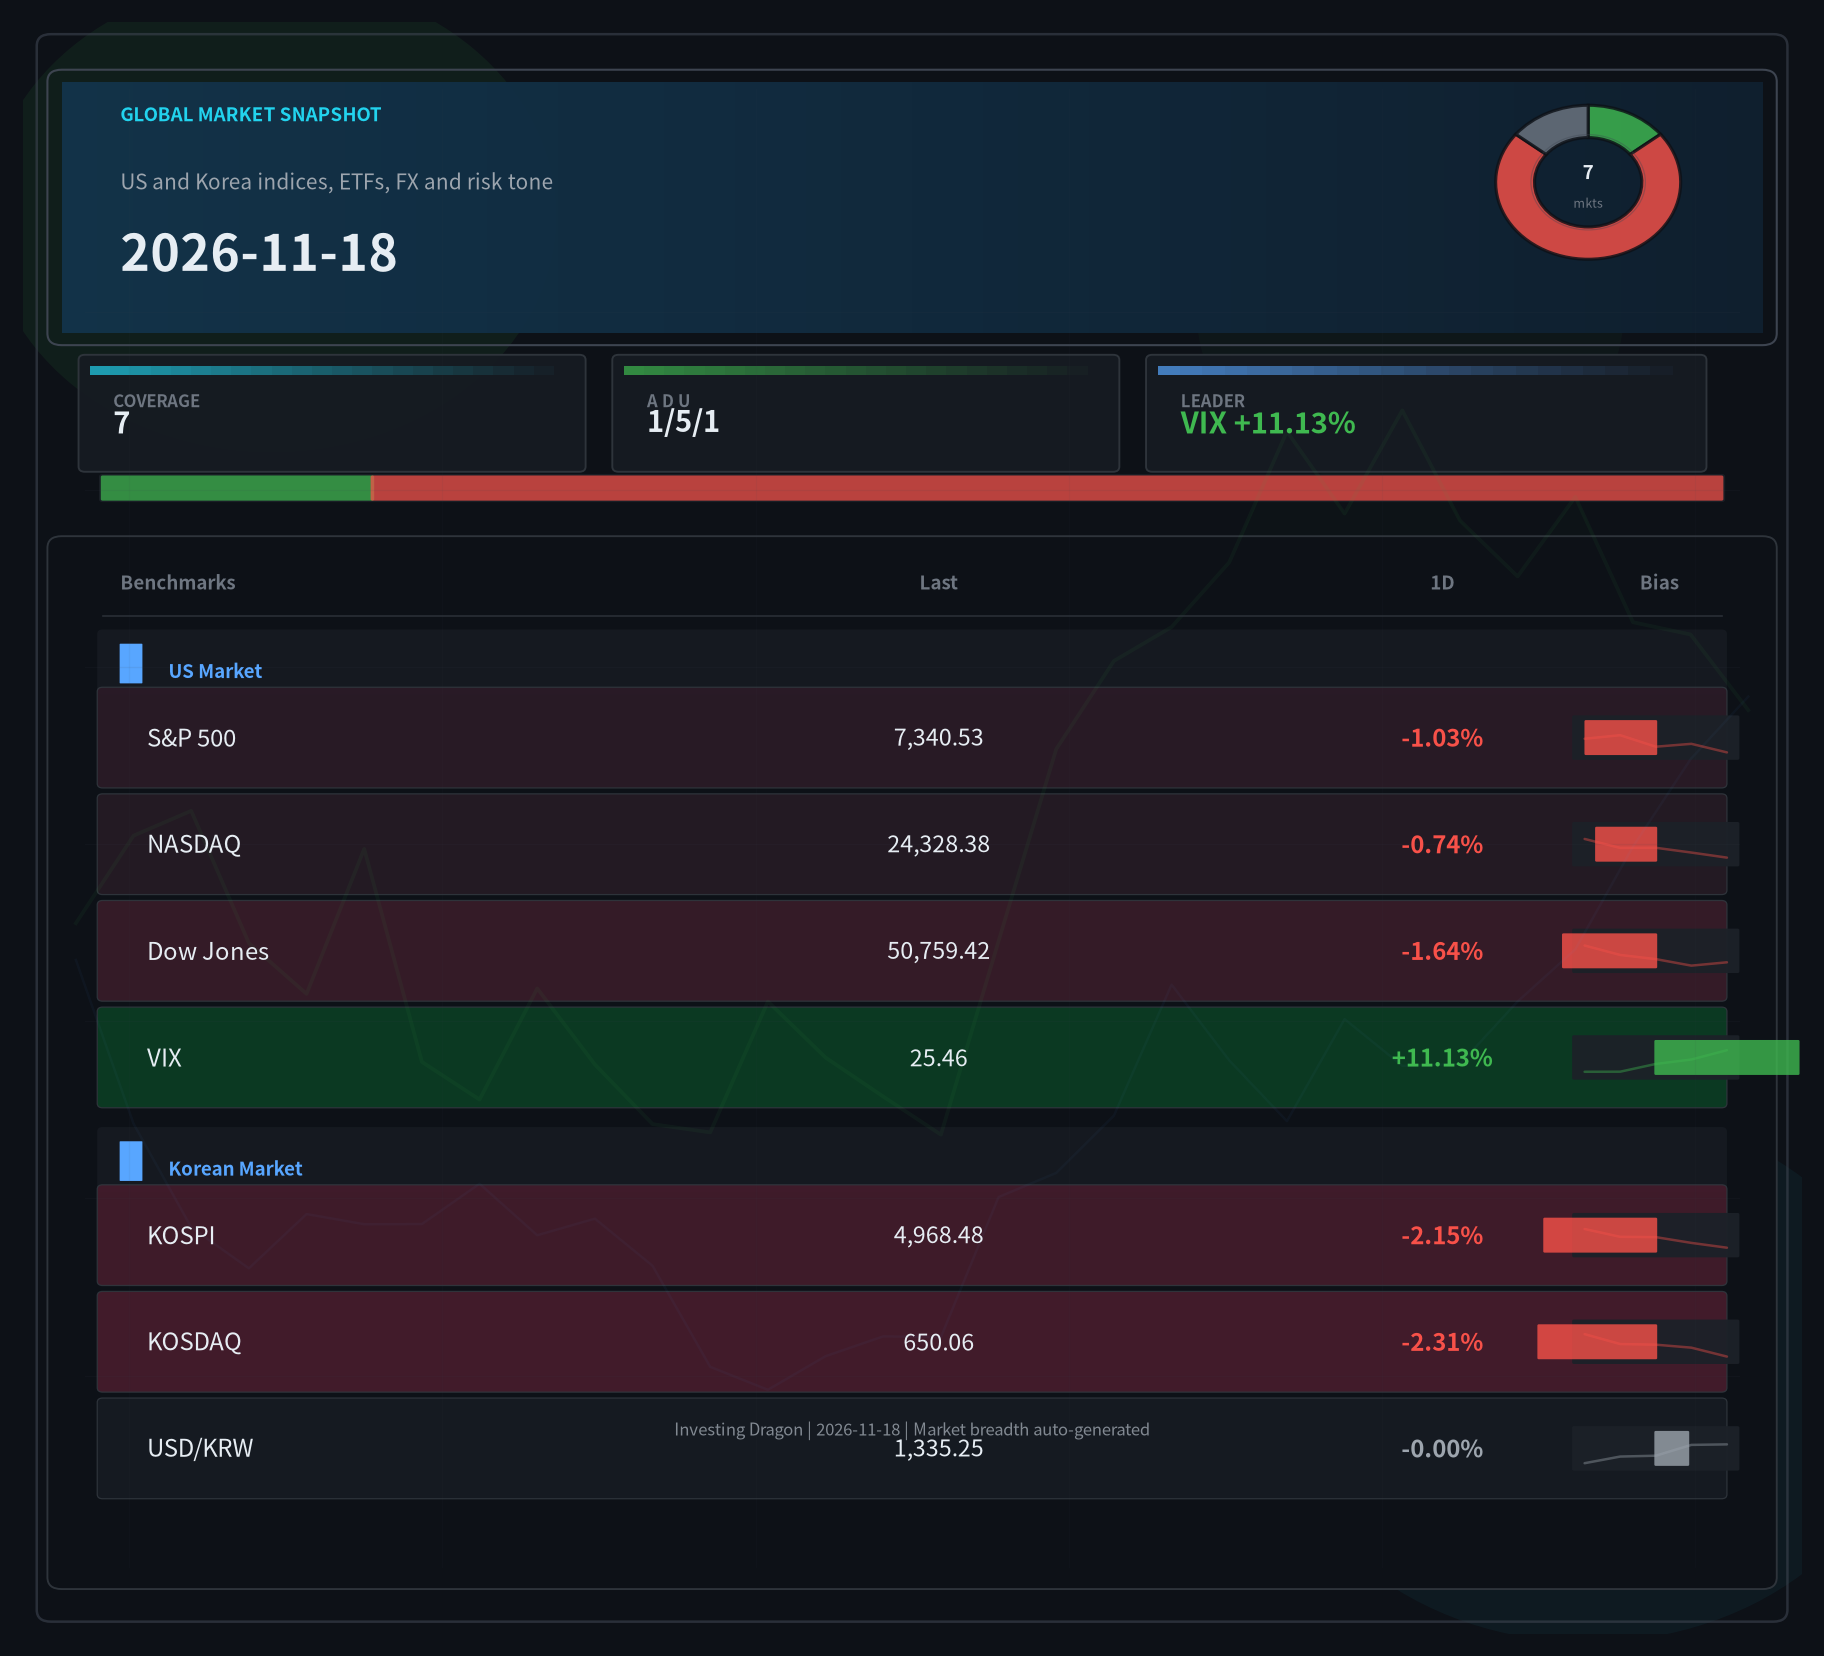 GLOBAL MARKET SNAPSHOT
US and Korea indices, ETFs, FX and risk tone
2026-11-18
7
mkts
COVERAGE
7
A D U
1/5/1
LEADER
VIX +11.13%
Benchmarks Last 1D Bias
US Market
S&P 500 7,340.53 -1.03%
NASDAQ 24,328.38 -0.74%
Dow Jones 50,759.42 -1.64%
VIX 25.46 +11.13%
Korean Market
KOSPI 4,968.48 -2.15%
KOSDAQ 650.06 -2.31%
Investing Dragon | 2026-11-18 | Market breadth auto-generated
USD/KRW 1,335.25 -0.00%